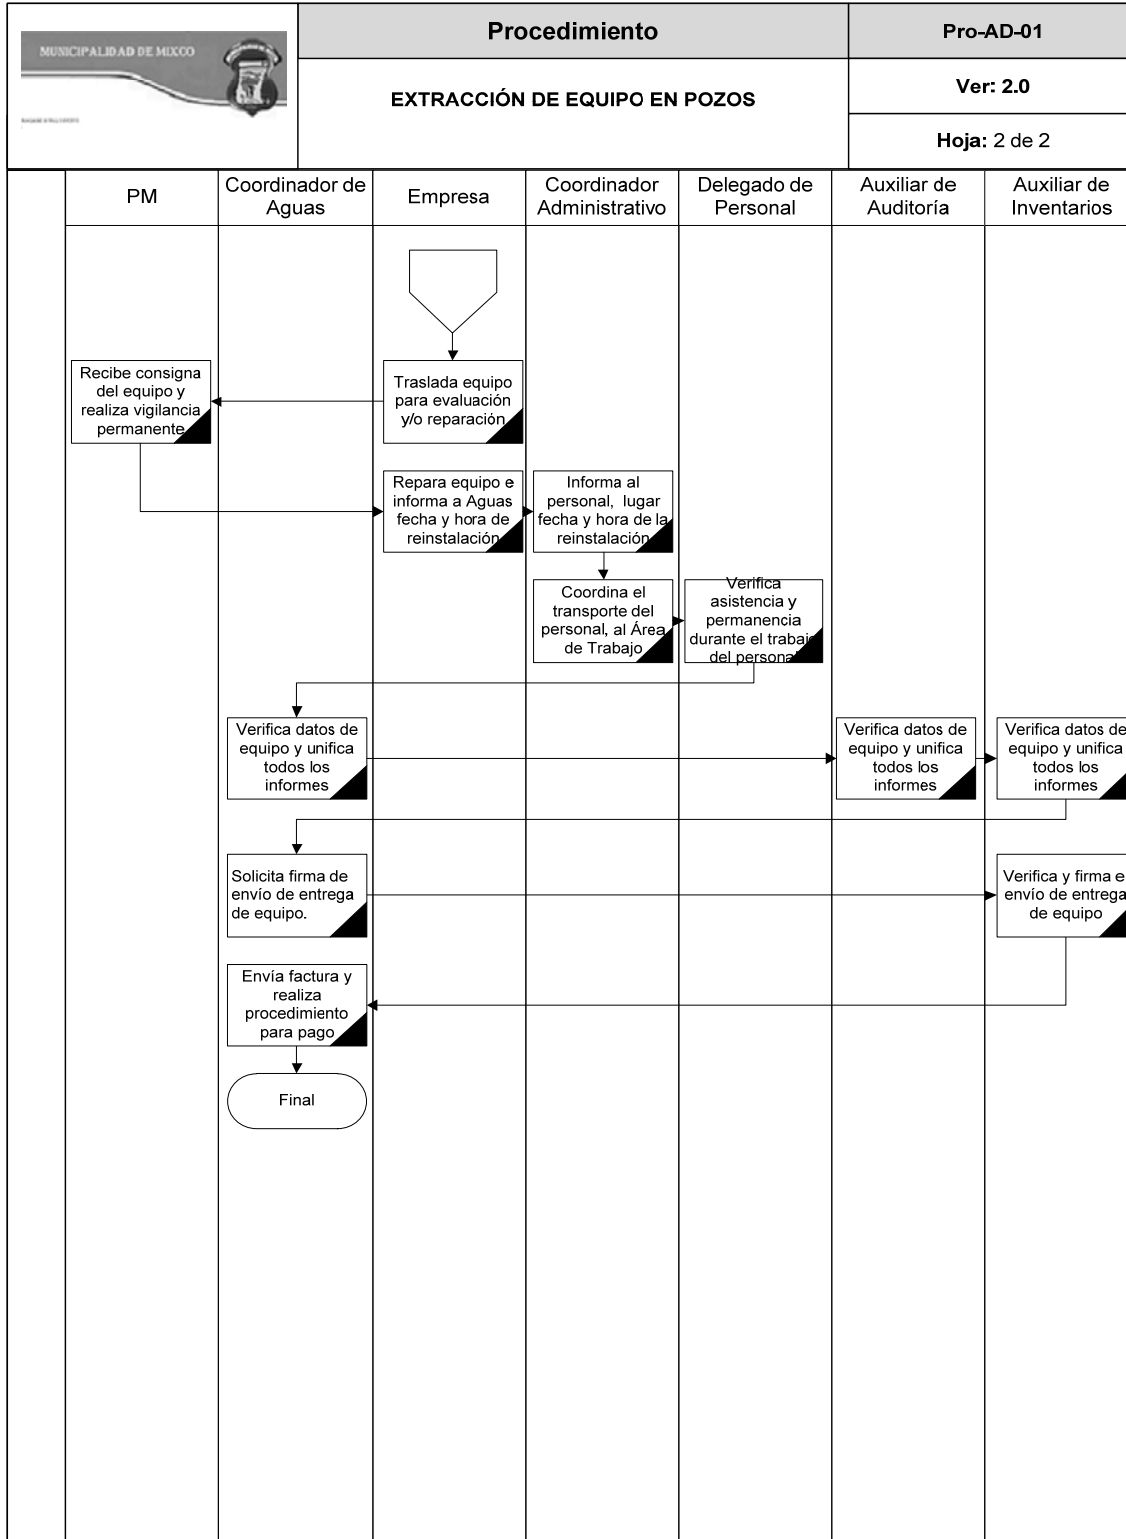 MUNICIPALIDAD DE MIXCO
Procedimiento
Pro-AD-01
EXTRACCIÓN DE EQUIPO EN POZOS
Ver: 2.0
Hoja: 2 de 2
PM
Coordinador de
Aguas
Empresa
Coordinador
Administrativo
Delegado de
Personal
Auxiliar de
Auditoría
Auxiliar de
Inventarios
Traslada equipo
para evaluación
y/o reparación
Recibe consigna
del equipo y
realiza vigilancia
permanente
Repara equipo e
informa a Aguas
fecha y hora de
reinstalación
Informa al
personal, lugar
fecha y hora de la
reinstalación
Coordina el
transporte del
personal, al Área
de Trabajo
Verifica
asistencia y
permanencia
durante el trabajo
del personal
Verifica datos de
equipo y unifica
todos los
informes
Verifica datos de
equipo y unifica
todos los
informes
Verifica datos de
equipo y unifica
todos los
informes
Solicita firma de
envío de entrega
de equipo.
Verifica y firma e
envío de entrega
de equipo
Envía factura y
realiza
procedimiento
para pago
Final